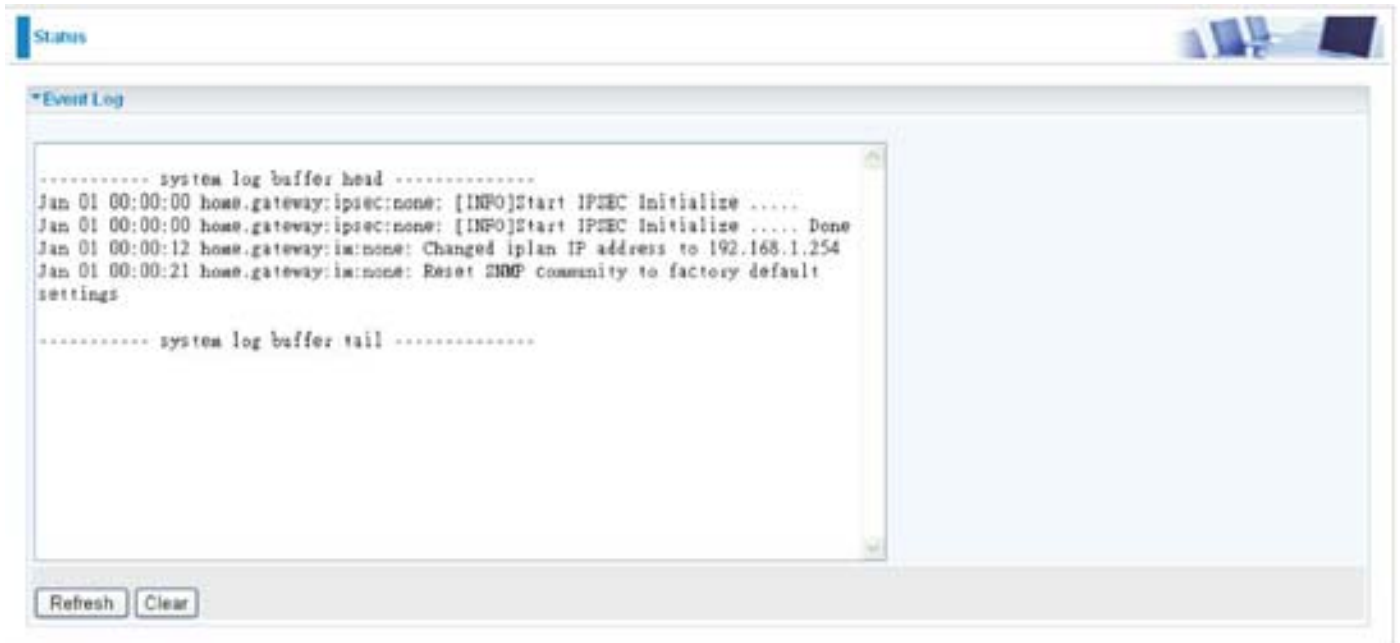 Status
Event Log
----------- system log buffer head --------------
Jan 01 00:00:00 home.gateway:ipsec:none: [INFO]Start IPSEC Initialize .....
Jan 01 00:00:00 home.gateway:ipsec:none: [INFO]Start IPSEC Initialize ..... Done
Jan 01 00:00:12 home.gateway:im:none: Changed iplan IP address to 192.168.1.254
Jan 01 00:00:21 home.gateway:im:none: Reset SNMP community to factory default
settings
----------- system log buffer tail --------------
Refresh Clear